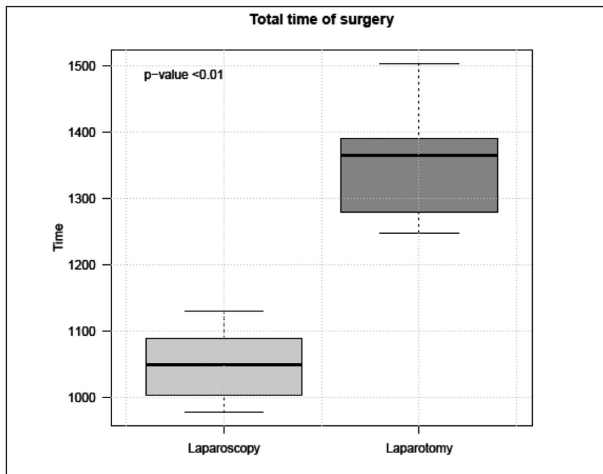 Total time of surgery
p-value <0.01
Time
1500
1400
1300
1200
1100
1000
Laparoscopy
Laparotomy